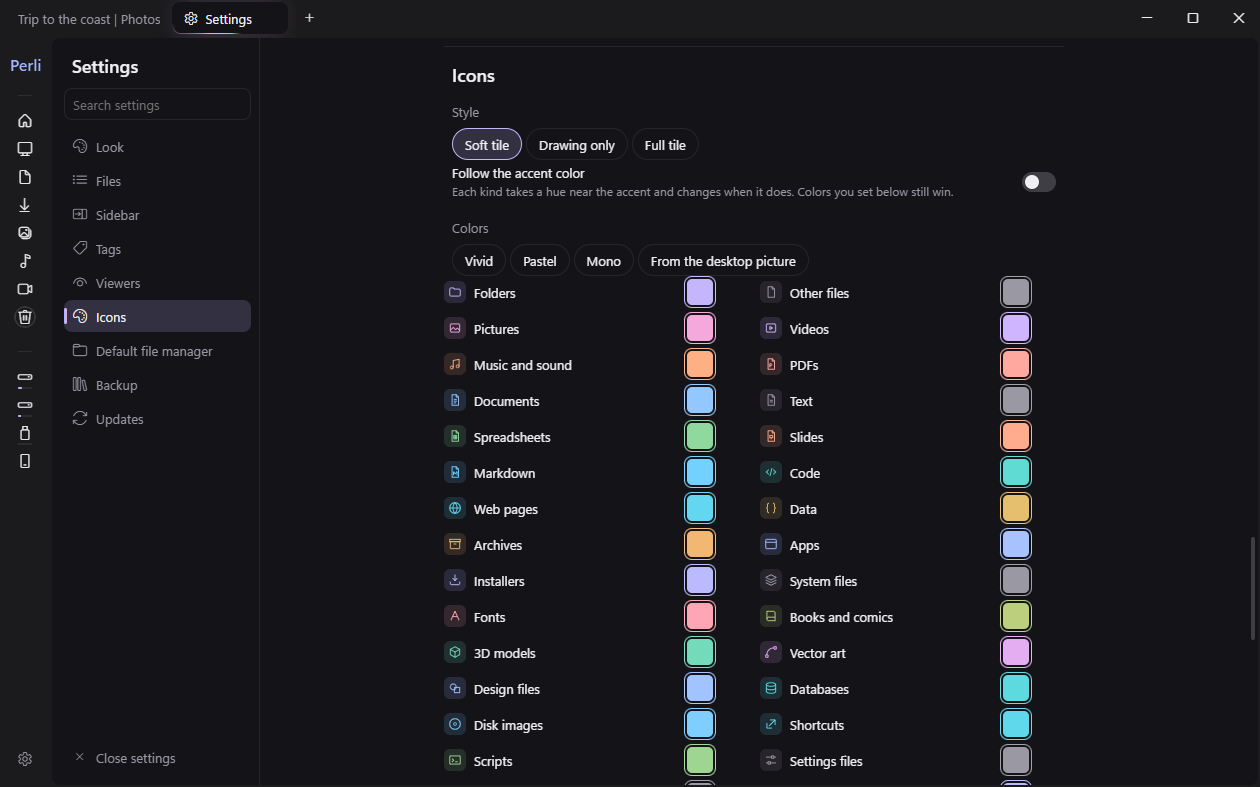 Trip to the coast | Photos
Settings
Perli
Settings
Search settings
Look
Files
Sidebar
Tags
Viewers
Icons
Default file manager
Backup
Updates
Close settings
Icons
Style
Soft tile
Drawing only
Full tile
Follow the accent color
Each kind takes a hue near the accent and changes when it does. Colors you set below still win.
Colors
Vivid
Pastel
Mono
From the desktop picture
Folders
Other files
Pictures
Videos
Music and sound
PDFs
Documents
Text
Spreadsheets
Slides
Markdown
Code
Web pages
Data
Archives
Apps
Installers
System files
Fonts
Books and comics
3D models
Vector art
Design files
Databases
Disk images
Shortcuts
Scripts
Settings files